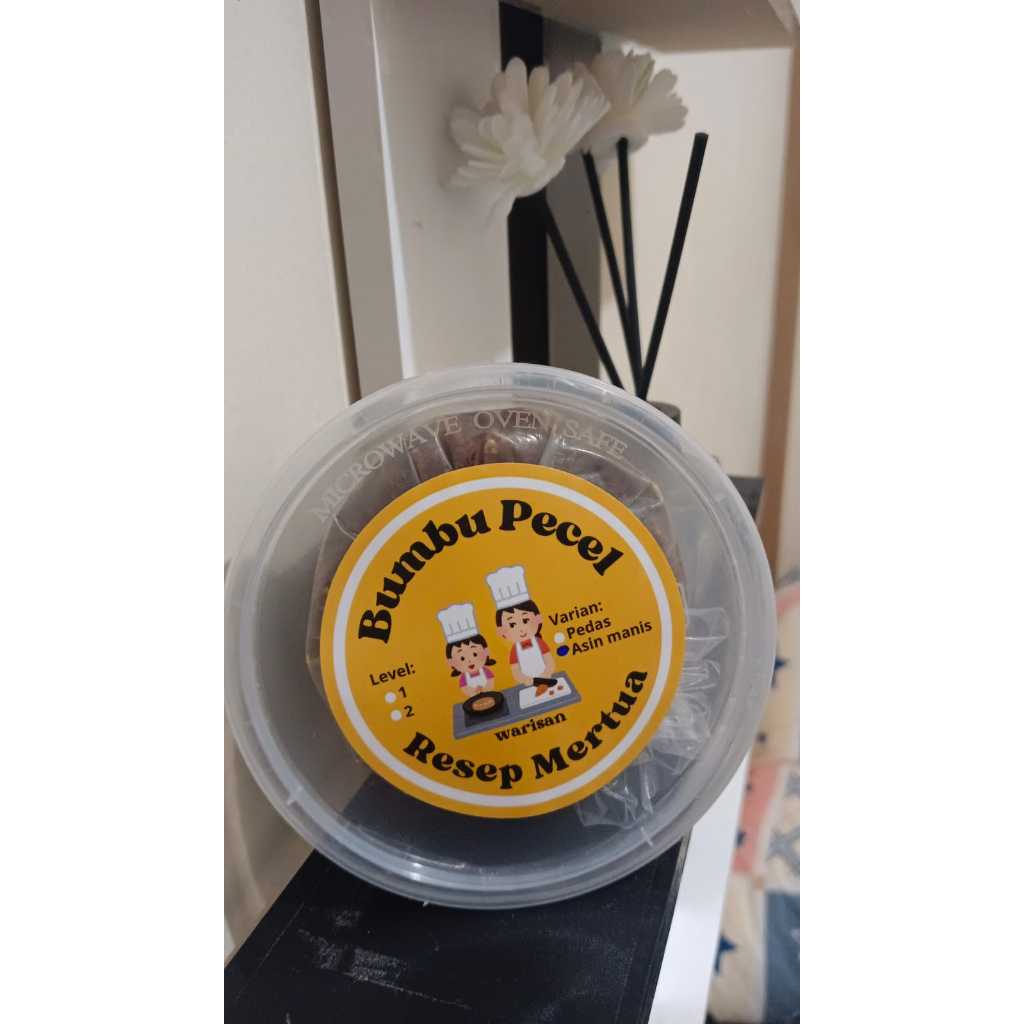 MICROWAVE OVEN SAFE
Bumbu Pecel
Varian:
Pedas
Asin manis
Level:
1
2
warisan
Resep Mertua